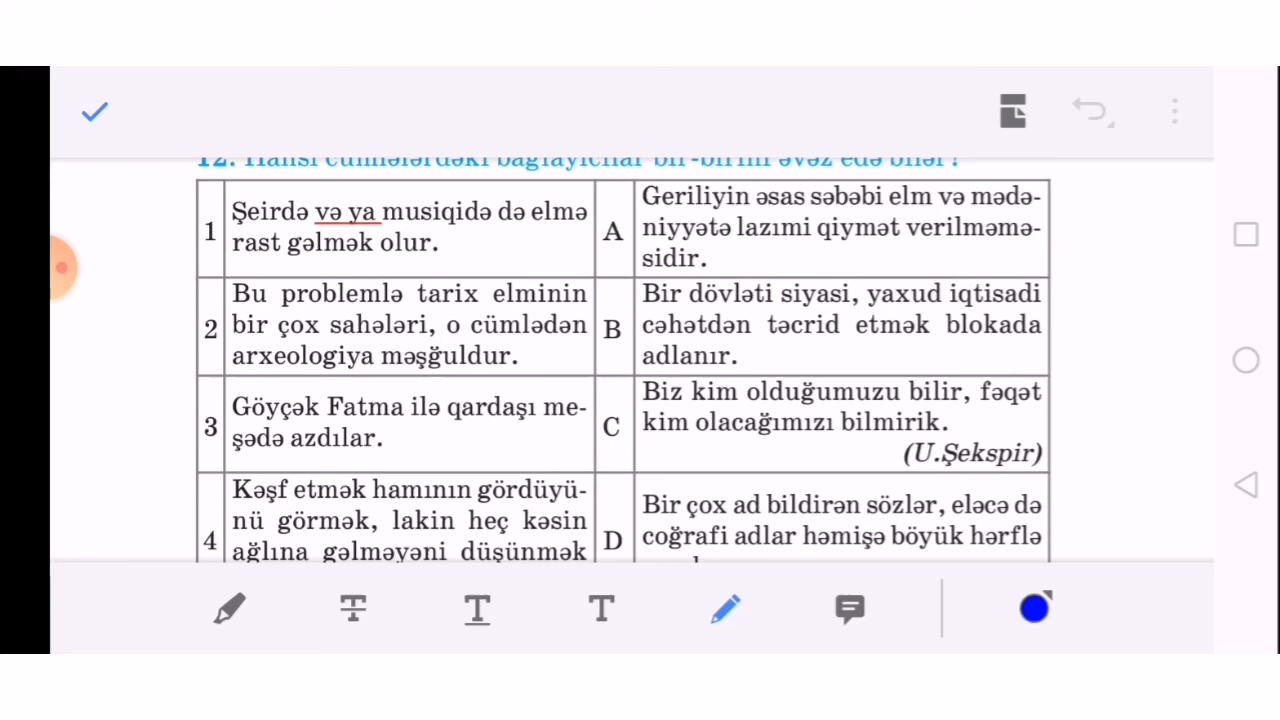 12. Hansı cümlələrdəki bağlayıcılar bir-birini əvəz edə bilər?
1
Şeirdə və ya musiqidə də elmə
rast gəlmək olur.
A
Geriliyin əsas səbəbi elm və mədə-
niyyətə lazımi qiymət verilməmə-
sidir.
2
Bu problemlə tarix elminin
bir çox sahələri, o cümlədən
arxeologiya məşğuldur.
B
Bir dövləti siyasi, yaxud iqtisadi
cəhətdən təcrid etmək blokada
adlanır.
3
Göyçək Fatma ilə qardaşı me-
şədə azdılar.
C
Biz kim olduğumuzu bilir, fəqət
kim olacağımızı bilmirik.
(U.Şekspir)
4
Kəşf etmək hamının gördüyü-
nü görmək, lakin heç kəsin
ağlına gəlməyəni düşünmək
D
Bir çox ad bildirən sözlər, eləcə də
coğrafi adlar həmişə böyük hərflə